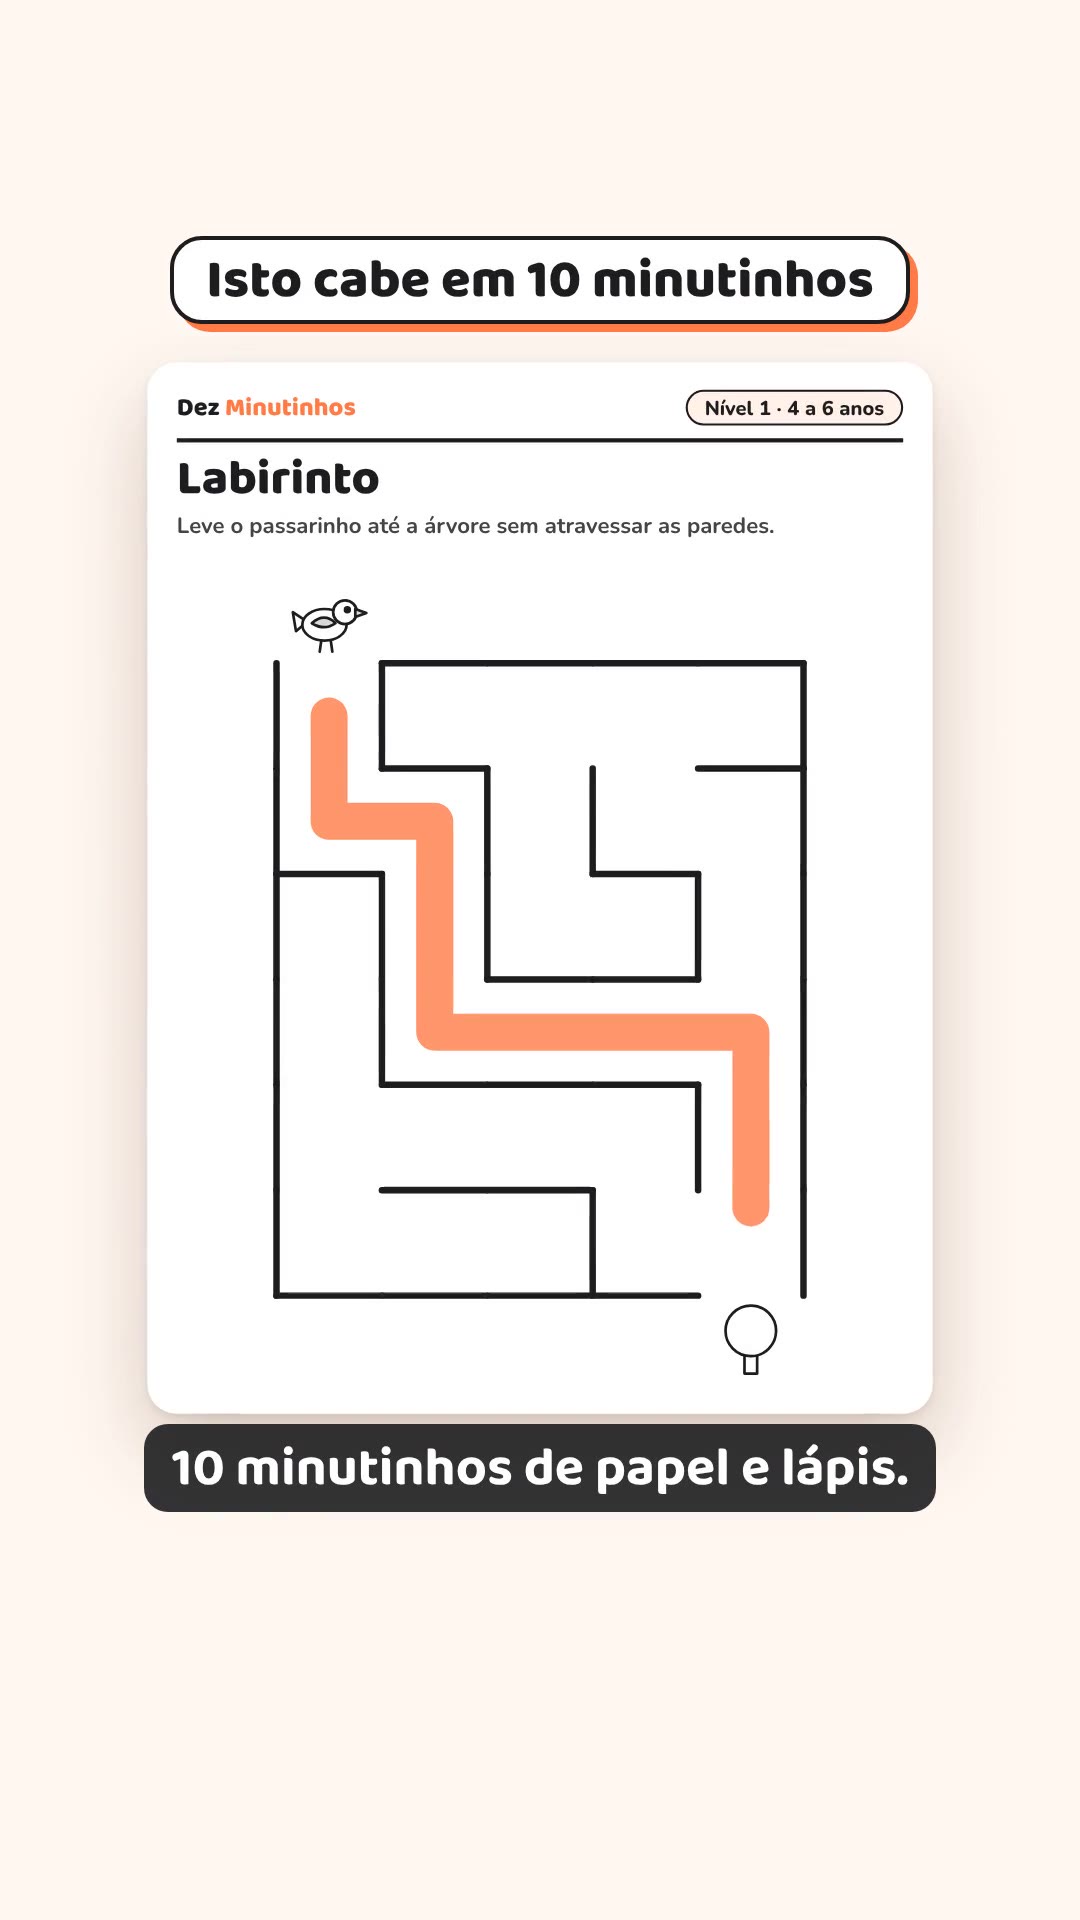 Isto cabe em 10 minutinhos
Dez Minutinhos
Nível 1 · 4 a 6 anos
Labirinto
Leve o passarinho até a árvore sem atravessar as paredes.
10 minutinhos de papel e lápis.